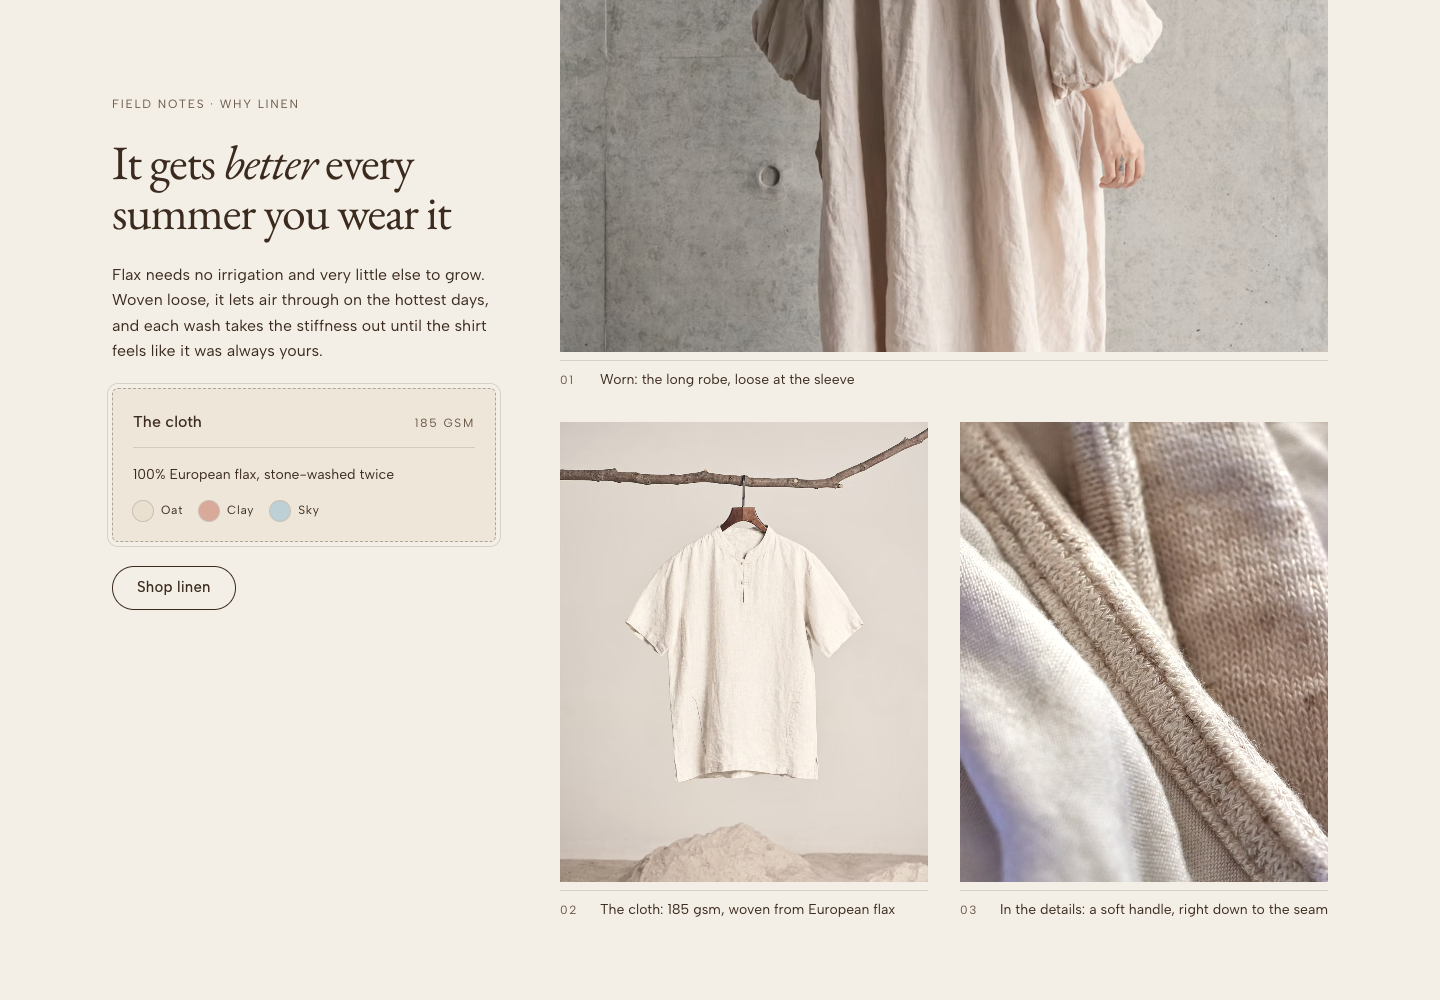 FIELD NOTES · WHY LINEN
It gets better every
summer you wear it
Flax needs no irrigation and very little else to grow.
Woven loose, it lets air through on the hottest days,
and each wash takes the stiffness out until the shirt
feels like it was always yours.
The cloth
185 GSM
100% European flax, stone-washed twice
Oat
Clay
Sky
Shop linen
01 Worn: the long robe, loose at the sleeve
02 The cloth: 185 gsm, woven from European flax
03 In the details: a soft handle, right down to the seam